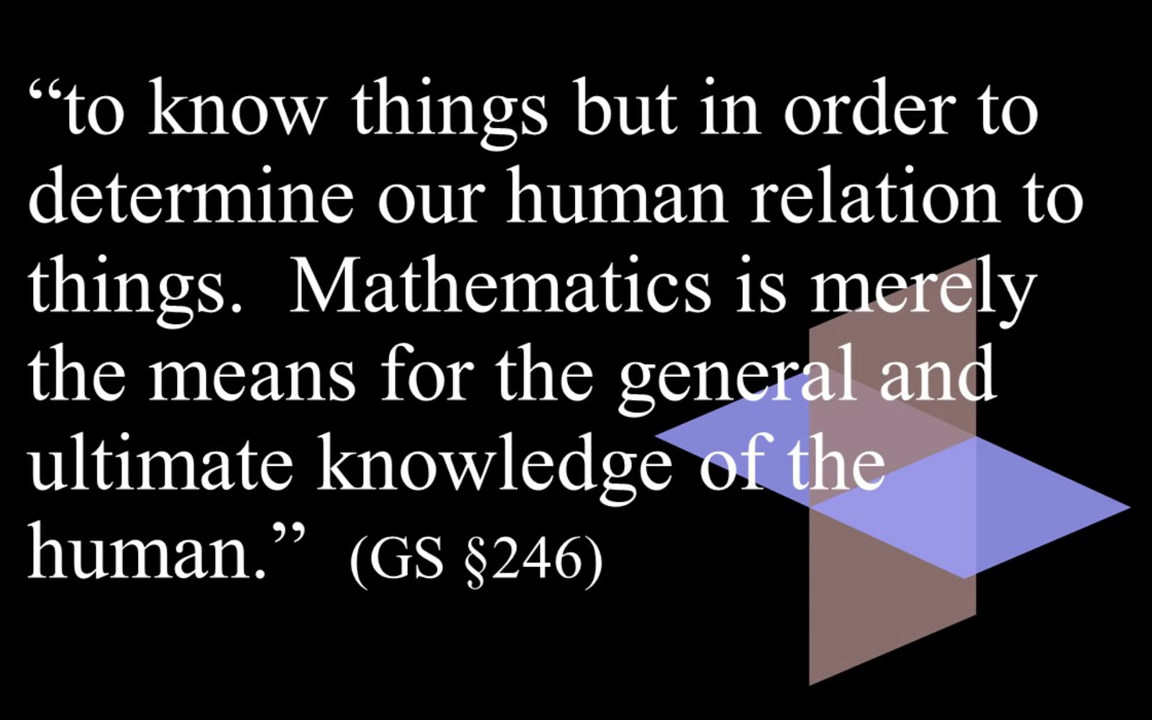 “to know things but in order to
determine our human relation to
things.  Mathematics is merely
the means for the general and
ultimate knowledge of the
human.”  (GS §246)